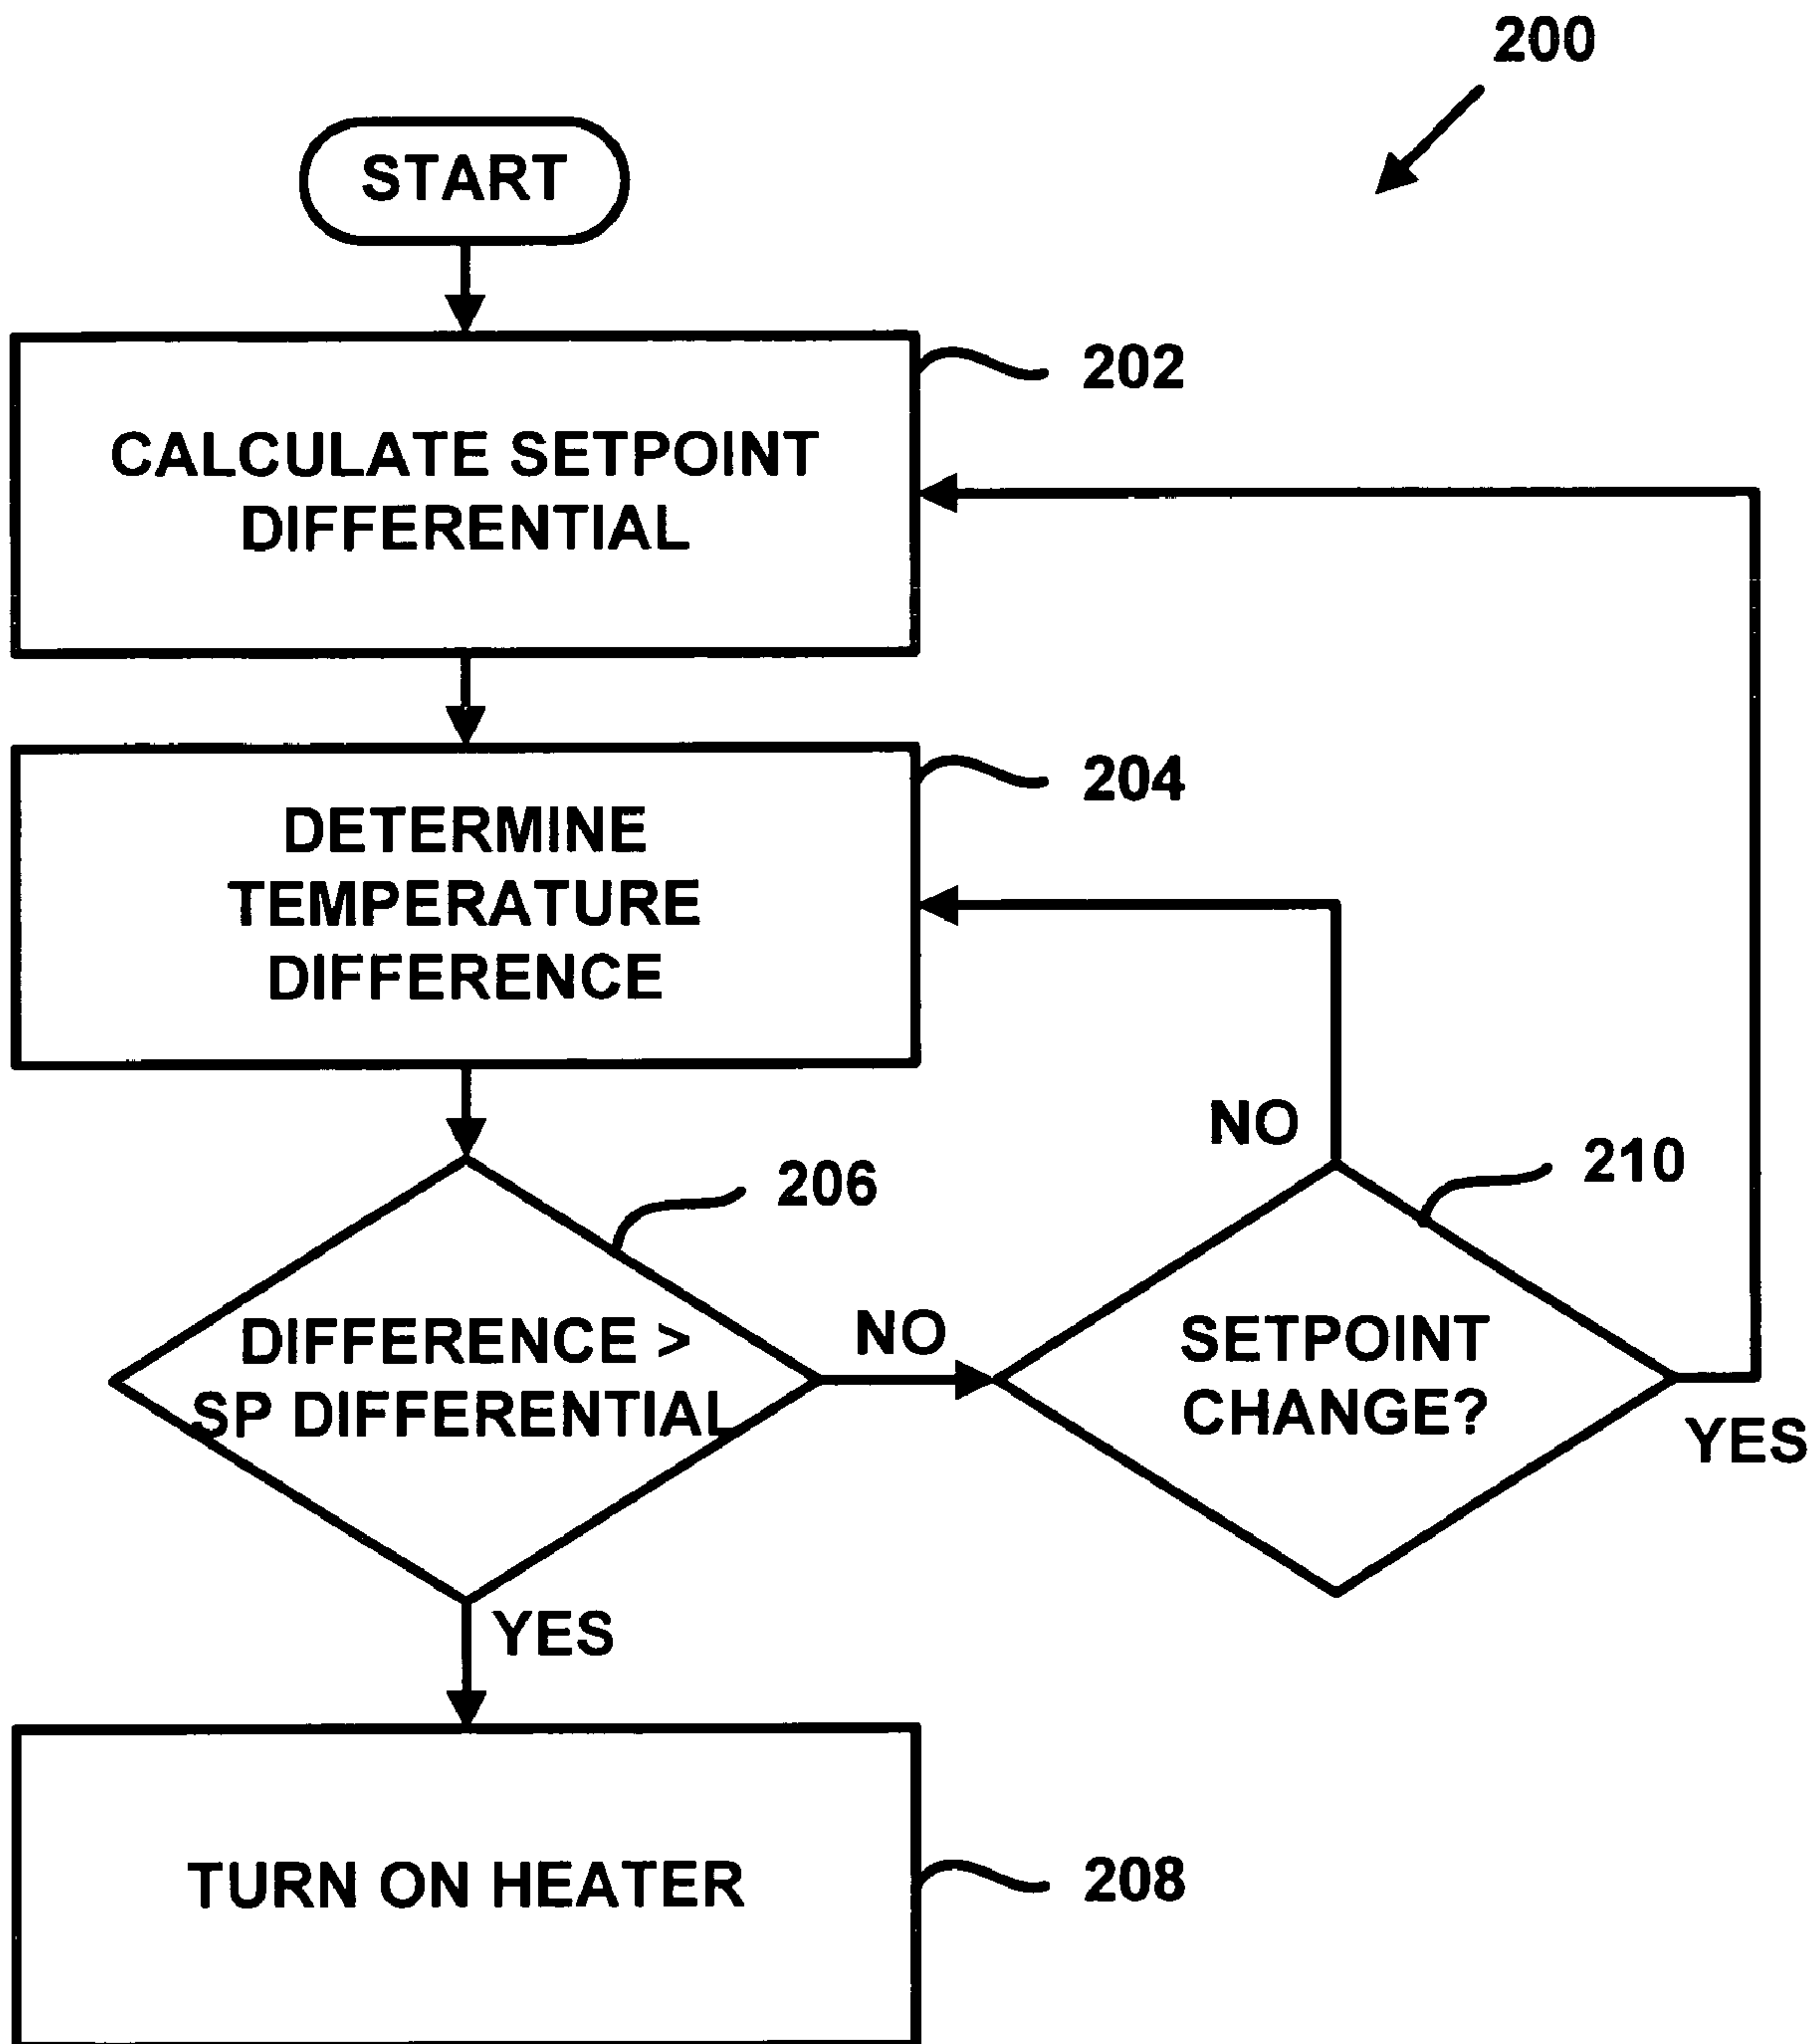 200
START
202
CALCULATE SETPOINT
DIFFERENTIAL
204
DETERMINE
TEMPERATURE
DIFFERENCE
206
DIFFERENCE >
SP DIFFERENTIAL
NO
NO
210
SETPOINT
CHANGE?
YES
YES
TURN ON HEATER
208